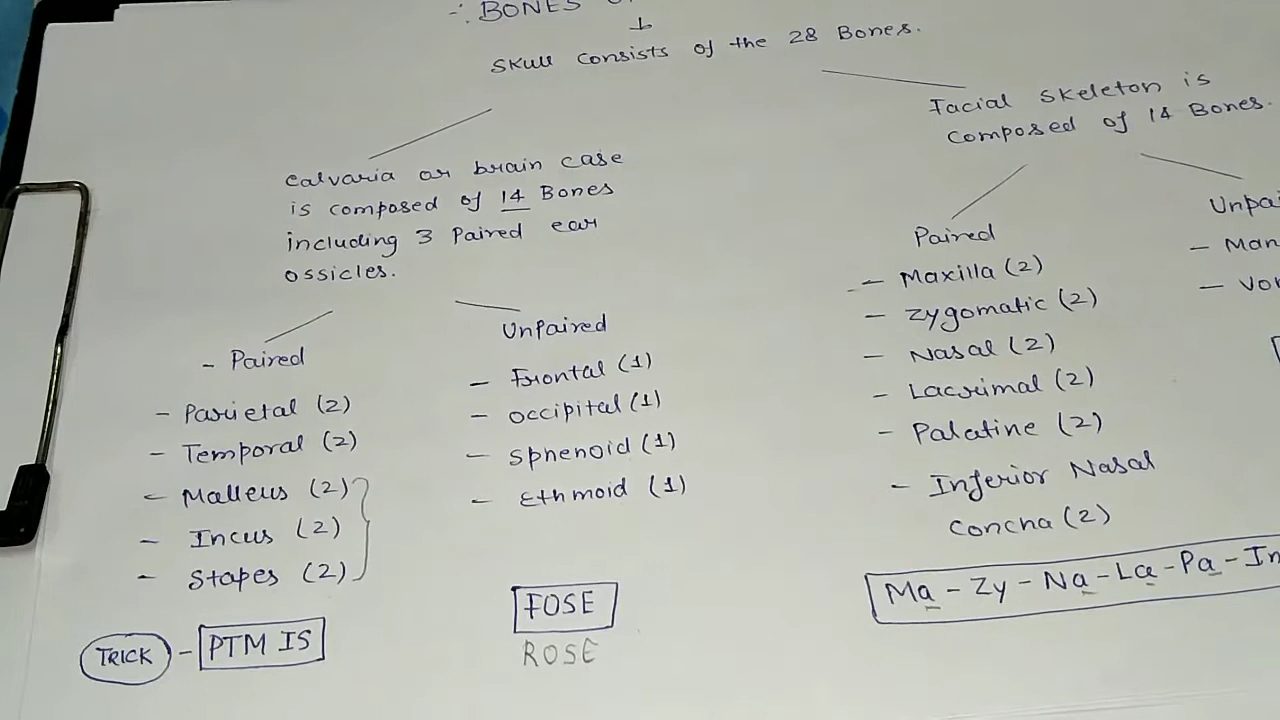 BONES
Skull consists of the 28 Bones.
calvaria or brain case
is composed of 14 Bones
including 3 Paired ear
ossicles.
- Paired
- Parietal (2)
- Temporal (2)
- Malleus (2)
- Incus (2)
- Stapes (2)
TRICK - PTM IS
Unpaired
- Frontal (1)
- Occipital (1)
- Sphenoid (1)
- Ethmoid (1)
FOSE
ROSE
Facial Skeleton is
composed of 14 Bones.
Paired
- Maxilla (2)
- Zygomatic (2)
- Nasal (2)
- Lacrimal (2)
- Palatine (2)
- Inferior Nasal
Concha (2)
Ma - Zy - Na - La - Pa - In
Unpai
- Man